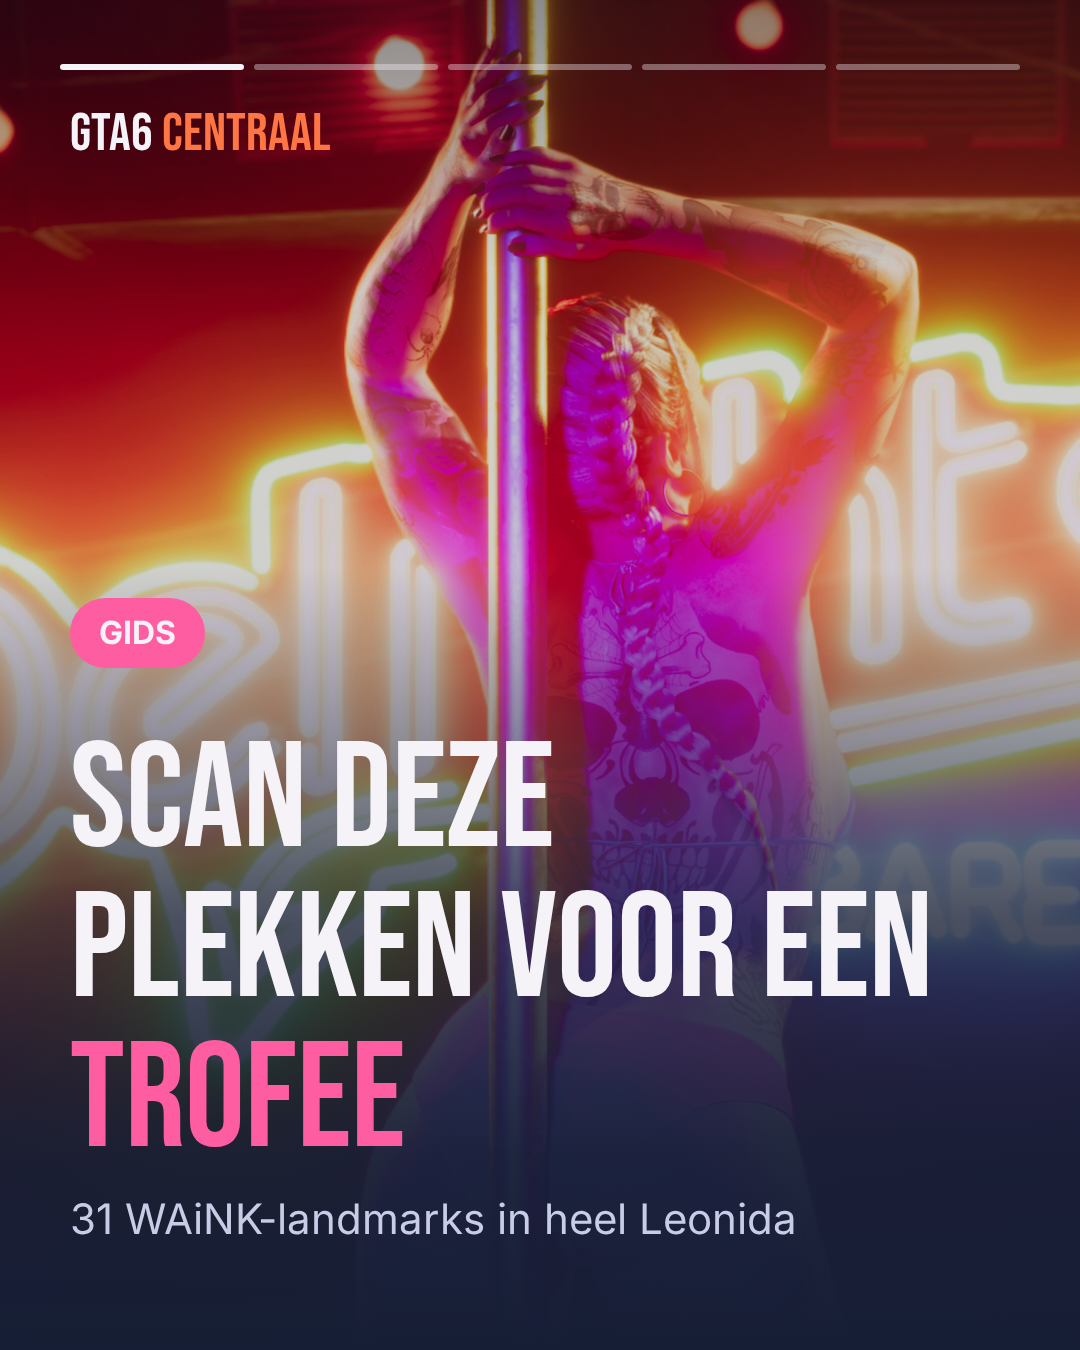 GTA6 CENTRAAL
GIDS
SCAN DEZE
PLEKKEN VOOR EEN
TROFEE
31 WAiNK-landmarks in heel Leonida